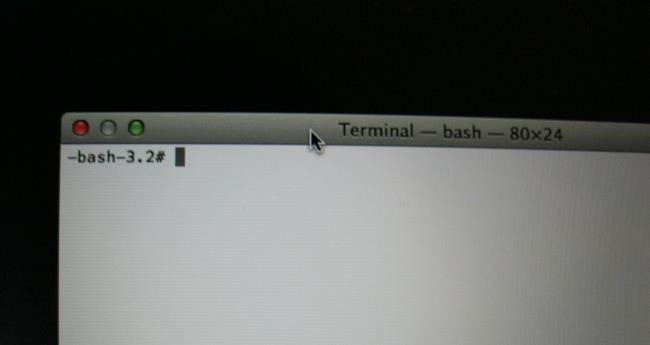 Terminal — bash — 80×24
-bash-3.2#